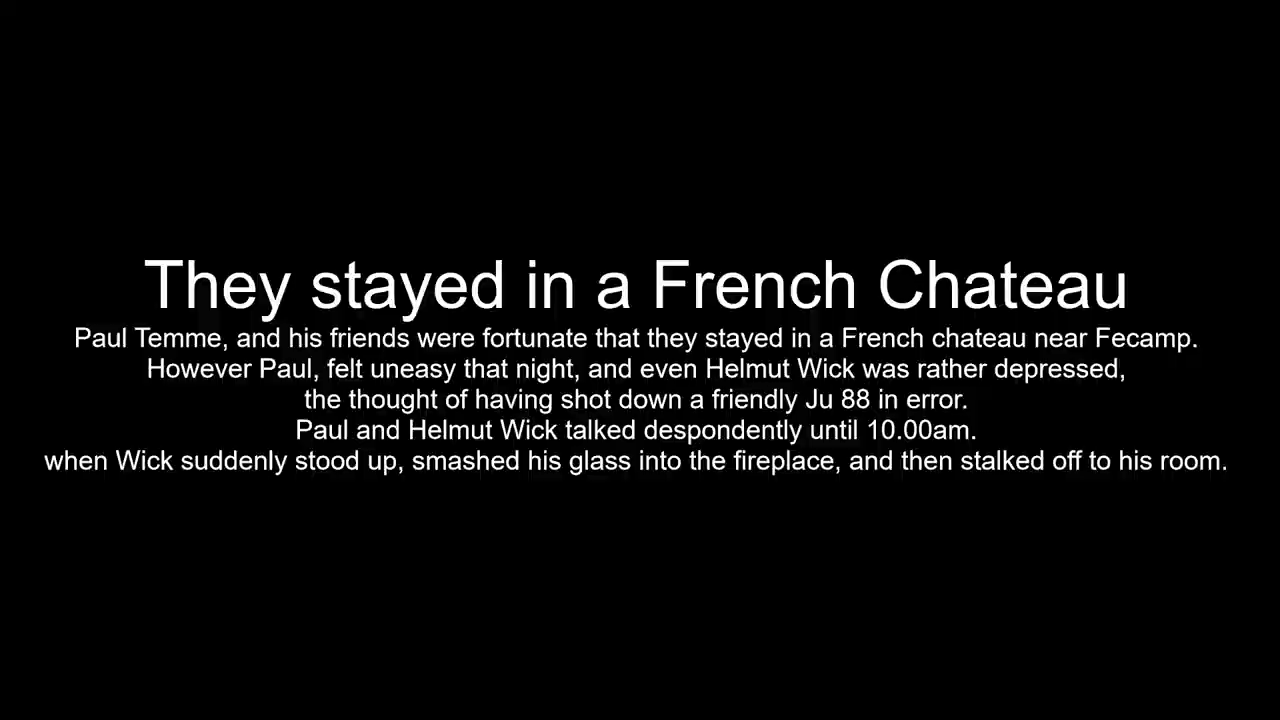 They stayed in a French Chateau
Paul Temme, and his friends were fortunate that they stayed in a French chateau near Fecamp.
However Paul, felt uneasy that night, and even Helmut Wick was rather depressed,
the thought of having shot down a friendly Ju 88 in error.
Paul and Helmut Wick talked despondently until 10.00am.
when Wick suddenly stood up, smashed his glass into the fireplace, and then stalked off to his room.